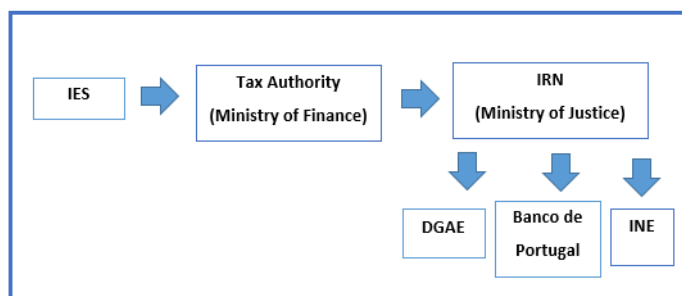 IES
Tax Authority
(Ministry of Finance)
IRN
(Ministry of Justice)
DGAE
Banco de
Portugal
INE